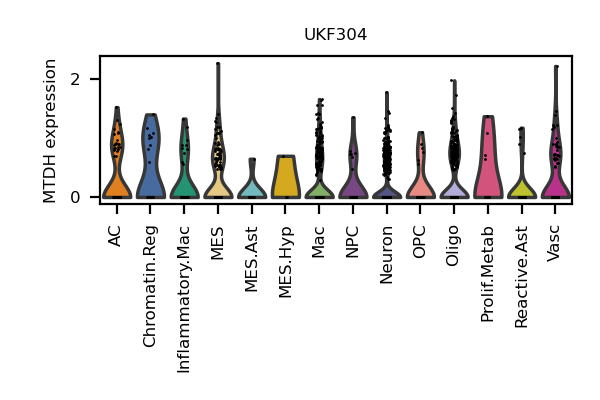 UKF304
MTDH expression
2
0
AC
Chromatin.Reg
Inflammatory.Mac
MES
MES.Ast
MES.Hyp
Mac
NPC
Neuron
OPC
Oligo
Prolif.Metab
Reactive.Ast
Vasc